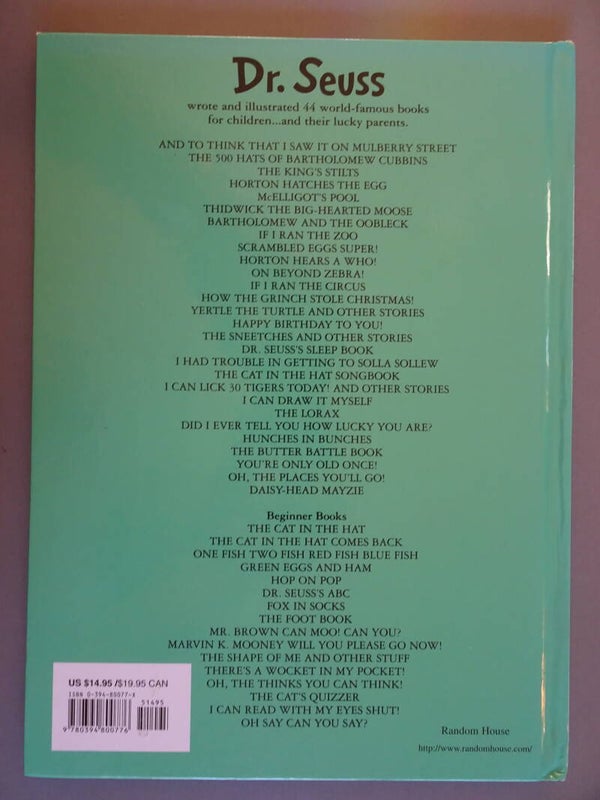 Dr. Seuss
wrote and illustrated 44 world-famous books
for children...and their lucky parents.
AND TO THINK THAT I SAW IT ON MULBERRY STREET
THE 500 HATS OF BARTHOLOMEW CUBBINS
THE KING'S STILTS
HORTON HATCHES THE EGG
McELLIGOT'S POOL
THIDWICK THE BIG-HEARTED MOOSE
BARTHOLOMEW AND THE OOBLECK
IF I RAN THE ZOO
SCRAMBLED EGGS SUPER!
HORTON HEARS A WHO!
ON BEYOND ZEBRA!
IF I RAN THE CIRCUS
HOW THE GRINCH STOLE CHRISTMAS!
YERTLE THE TURTLE AND OTHER STORIES
HAPPY BIRTHDAY TO YOU!
THE SNEETCHES AND OTHER STORIES
DR. SEUSS'S SLEEP BOOK
I HAD TROUBLE IN GETTING TO SOLLA SOLLEW
THE CAT IN THE HAT SONGBOOK
I CAN LICK 30 TIGERS TODAY! AND OTHER STORIES
I CAN DRAW IT MYSELF
THE LORAX
DID I EVER TELL YOU HOW LUCKY YOU ARE?
HUNCHES IN BUNCHES
THE BUTTER BATTLE BOOK
YOU'RE ONLY OLD ONCE!
OH, THE PLACES YOU'LL GO!
DAISY-HEAD MAYZIE
Beginner Books
THE CAT IN THE HAT
THE CAT IN THE HAT COMES BACK
ONE FISH TWO FISH RED FISH BLUE FISH
GREEN EGGS AND HAM
HOP ON POP
DR. SEUSS'S ABC
FOX IN SOCKS
THE FOOT BOOK
MR. BROWN CAN MOO! CAN YOU?
MARVIN K. MOONEY WILL YOU PLEASE GO NOW!
THE SHAPE OF ME AND OTHER STUFF
THERE'S A WOCKET IN MY POCKET!
OH, THE THINKS YOU CAN THINK!
THE CAT'S QUIZZER
I CAN READ WITH MY EYES SHUT!
OH SAY CAN YOU SAY?
US $14.95/$19.95 CAN
ISBN 0-394-80077-X
51495
9 780394 800776
Random House
http://www.randomhouse.com/